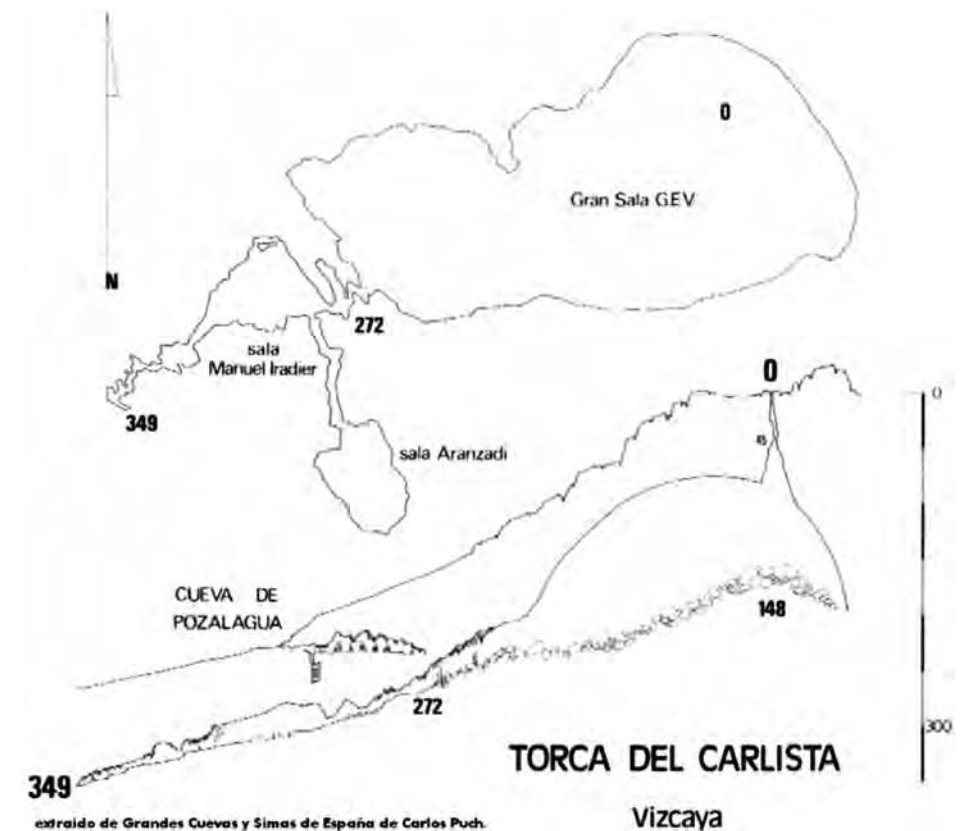 0
Gran Sala G.E.V
N
272
sala
Manuel Iradier
349
sala Aranzadi
0
0
45
CUEVA DE
POZALAGUA
148
272
300
349
TORCA DEL CARLISTA
Vizcaya
extraido de Grandes Cuevas y Simas de España de Carlos Puch.